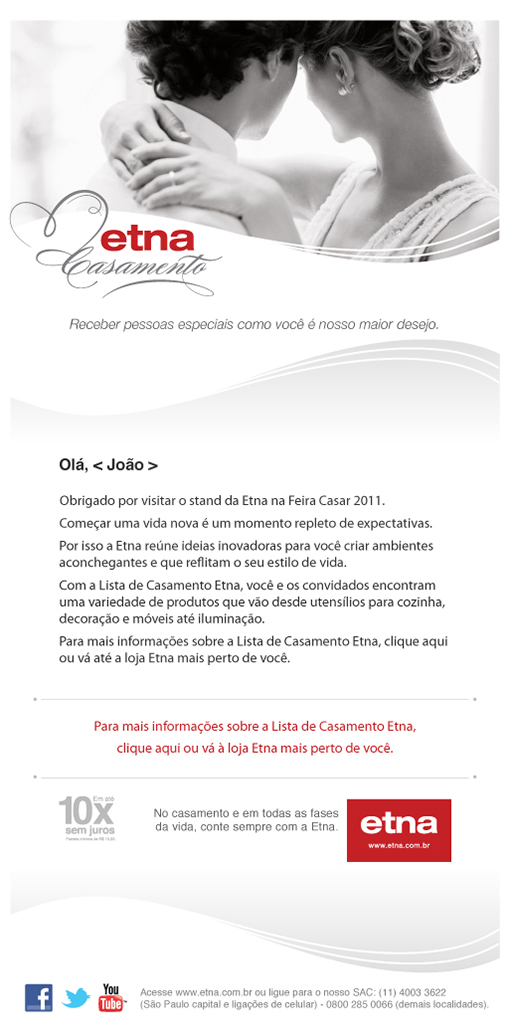 etna
Casamento
Receber pessoas especiais como você é nosso maior desejo.
Olá, < João >
Obrigado por visitar o stand da Etna na Feira Casar 2011.
Começar uma vida nova é um momento repleto de expectativas.
Por isso a Etna reúne ideias inovadoras para você criar ambientes
aconchegantes e que reflitam o seu estilo de vida.
Com a Lista de Casamento Etna, você e os convidados encontram
uma variedade de produtos que vão desde utensílios para cozinha,
decoração e móveis até iluminação.
Para mais informações sobre a Lista de Casamento Etna, clique aqui
ou vá até a loja Etna mais perto de você.
Para mais informações sobre a Lista de Casamento Etna,
clique aqui ou vá à loja Etna mais perto de você.
Em até
10x
sem juros
No casamento e em todas as fases
da vida, conte sempre com a Etna.
etna
www.etna.com.br
f
You
Tube
Acesse www.etna.com.br ou ligue para o nosso SAC: (11) 4003 3622
(São Paulo capital e ligações de celular) - 0800 285 0066 (demais localidades).